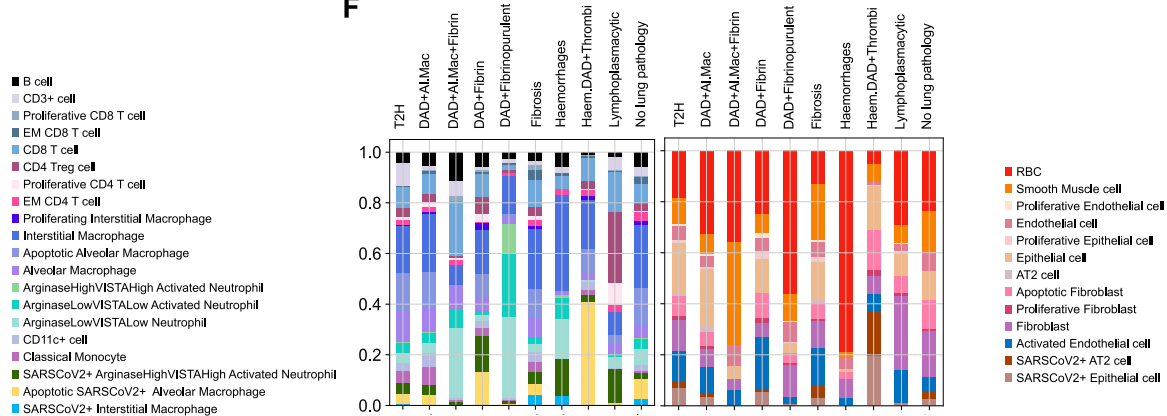 F
T2H
DAD+Al.Mac
DAD+Al.Mac+Fibrin
DAD+Fibrin
DAD+Fibrinopurulent
Fibrosis
Haemorrhages
Haem.DAD+Thrombi
Lymphoplasmacytic
No lung pathology
T2H
DAD+Al.Mac
DAD+Al.Mac+Fibrin
DAD+Fibrin
DAD+Fibrinopurulent
Fibrosis
Haemorrhages
Haem.DAD+Thrombi
Lymphoplasmacytic
No lung pathology
B cell
CD3+ cell
Proliferative CD8 T cell
EM CD8 T cell
CD8 T cell
CD4 Treg cell
Proliferative CD4 T cell
EM CD4 T cell
Proliferating Interstitial Macrophage
Interstitial Macrophage
Apoptotic Alveolar Macrophage
Alveolar Macrophage
ArginaseHighVISTAHigh Activated Neutrophil
ArginaseLowVISTALow Activated Neutrophil
ArginaseLowVISTALow Neutrophil
CD11c+ cell
Classical Monocyte
SARSCoV2+ ArginaseHighVISTAHigh Activated Neutrophil
Apoptotic SARSCoV2+ Alveolar Macrophage
SARSCoV2+ Interstitial Macrophage
1.0
0.8
0.6
0.4
0.2
0.0
RBC
Smooth Muscle cell
Proliferative Endothelial cell
Endothelial cell
Proliferative Epithelial cell
Epithelial cell
AT2 cell
Apoptotic Fibroblast
Proliferative Fibroblast
Fibroblast
Activated Endothelial cell
SARSCoV2+ AT2 cell
SARSCoV2+ Epithelial cell